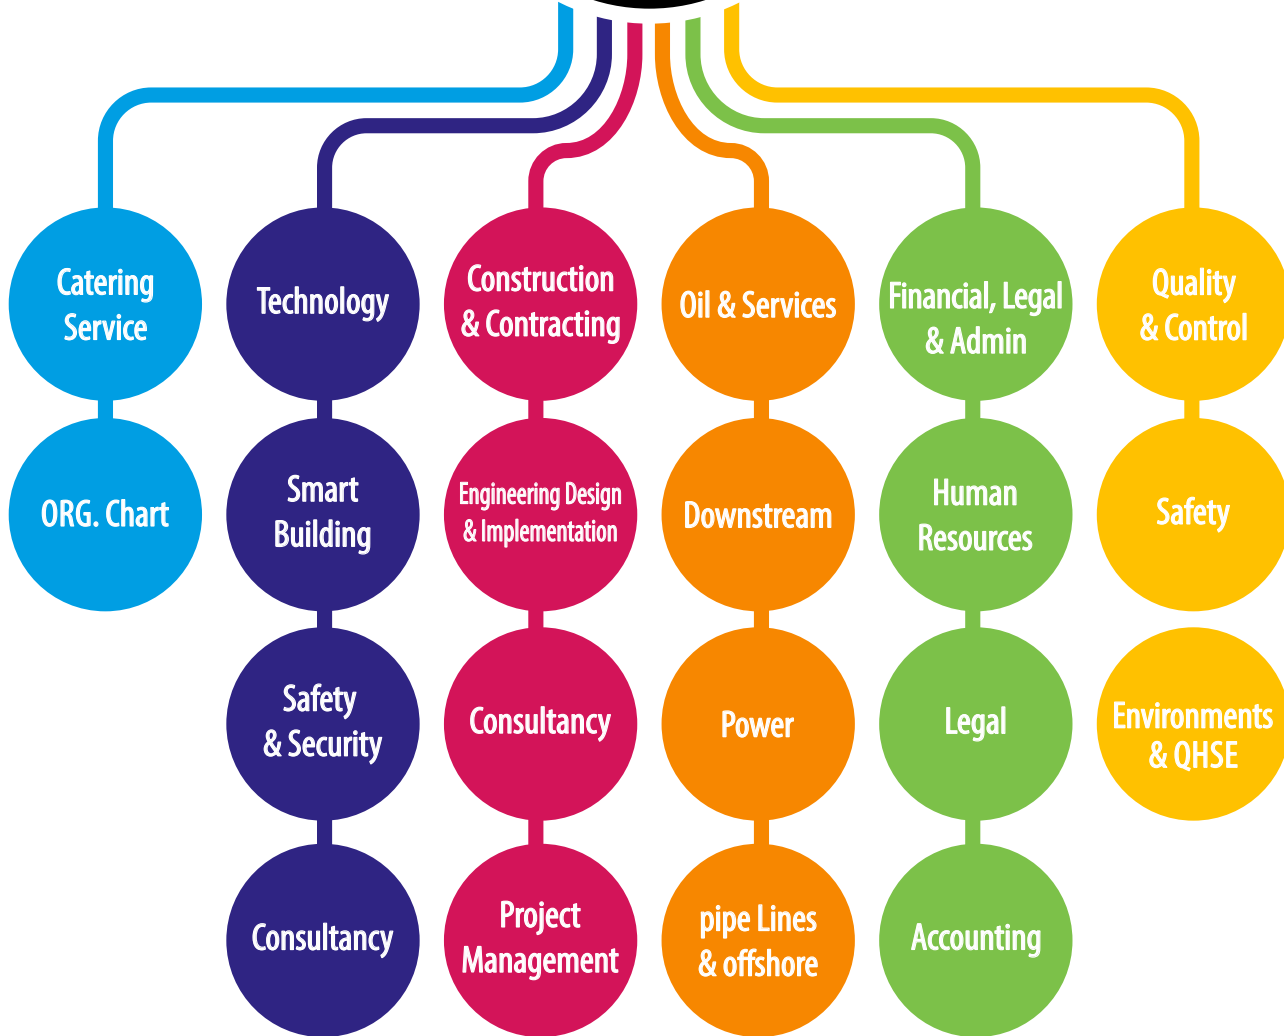 Catering
Service
Technology
Construction
& Contracting
Oil & Services
Financial, Legal
& Admin
Quality
& Control
ORG. Chart
Smart
Building
Engineering Design
& Implementation
Downstream
Human
Resources
Safety
Safety
& Security
Consultancy
Power
Legal
Environments
& QHSE
Consultancy
Project
Management
pipe Lines
& offshore
Accounting